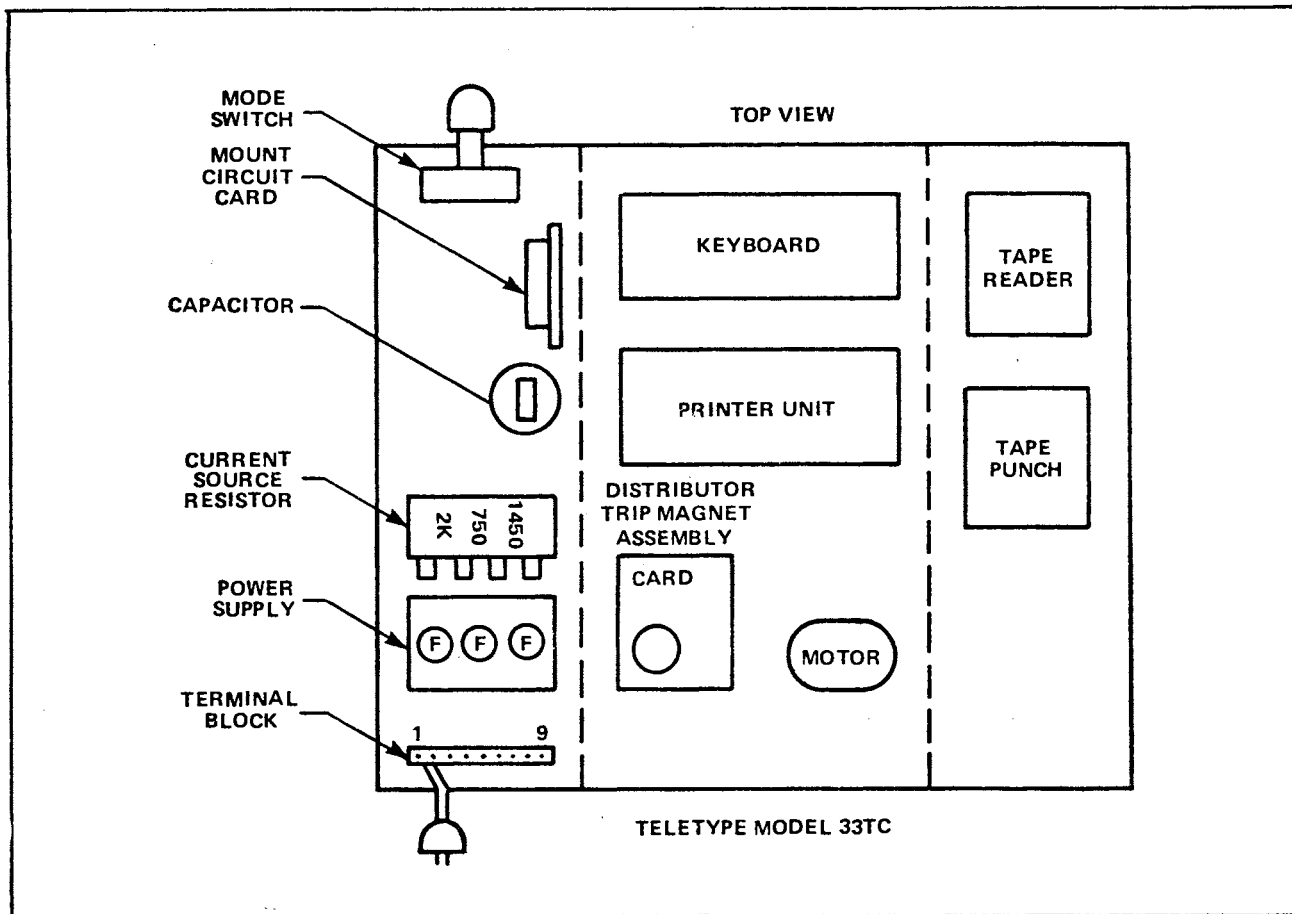 MODE
SWITCH
TOP VIEW
MOUNT
CIRCUIT
CARD
KEYBOARD
TAPE
READER
CAPACITOR
PRINTER UNIT
TAPE
PUNCH
CURRENT
SOURCE
RESISTOR
2K
750
1450
DISTRIBUTOR
TRIP MAGNET
ASSEMBLY
CARD
POWER
SUPPLY
F F F
MOTOR
TERMINAL
BLOCK
1 9
TELETYPE MODEL 33TC